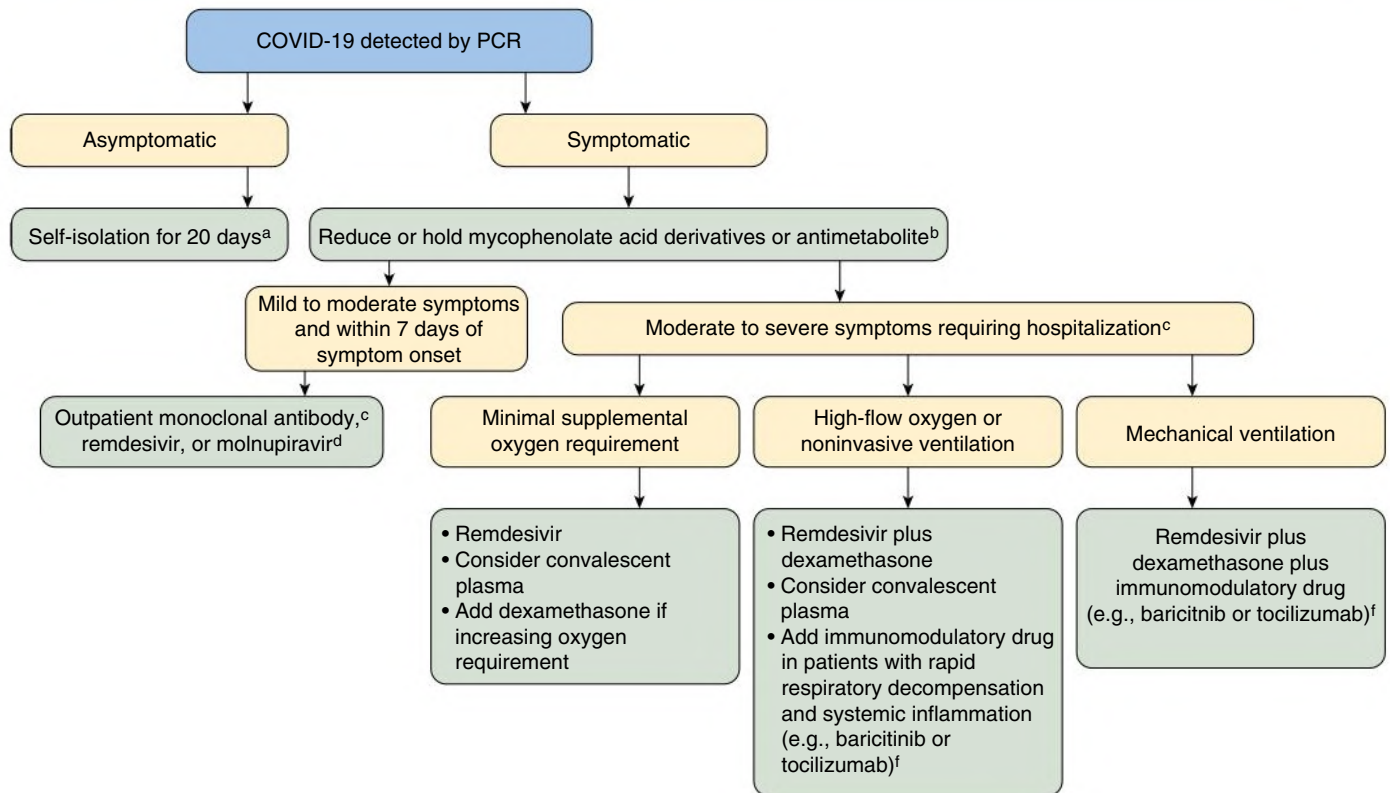 COVID-19 detected by PCR
Asymptomatic
Symptomatic
Self-isolation for 20 daysᵃ
Reduce or hold mycophenolate acid derivatives or antimetaboliteᵇ
Mild to moderate symptoms
and within 7 days of
symptom onset
Moderate to severe symptoms requiring hospitalizationᶜ
Outpatient monoclonal antibody,ᶜ
remdesivir, or molnupiravirᵈ
Minimal supplemental
oxygen requirement
High-flow oxygen or
noninvasive ventilation
Mechanical ventilation
• Remdesivir
• Consider convalescent
plasma
• Add dexamethasone if
increasing oxygen
requirement
• Remdesivir plus
dexamethasone
• Consider convalescent
plasma
• Add immunomodulatory drug
in patients with rapid
respiratory decompensation
and systemic inflammation
(e.g., baricitinib or
tocilizumab)ᶠ
Remdesivir plus
dexamethasone plus
immunomodulatory drug
(e.g., baricitnib or tocilizumab)ᶠ